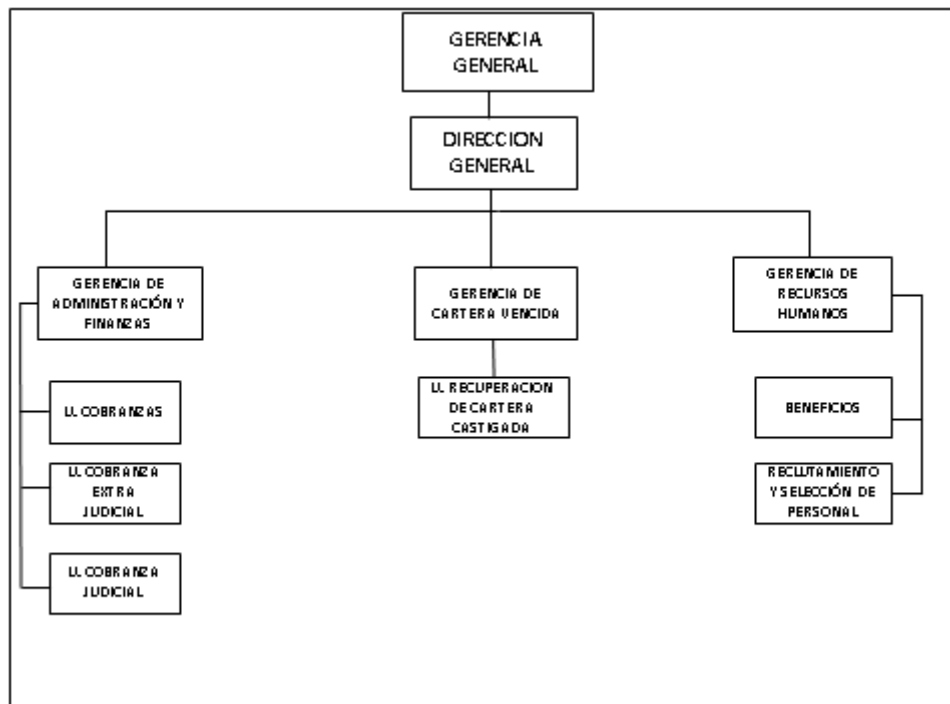 GERENCIA
GENERAL
DIRECCION
GENERAL
GERENCIA DE
ADMINISTRACIÓN Y
FINANZAS
GERENCIA DE
CARTERA VENCIDA
GERENCIA DE
RECURSOS
HUMANOS
U. COBRANZAS
U. COBRANZA
EXTRA
JUDICIAL
U. COBRANZA
JUDICIAL
U. RECUPERACION
DE CARTERA
CASTIGADA
BENEFICIOS
RECLUTAMIENTO
Y SELECCIÓN DE
PERSONAL